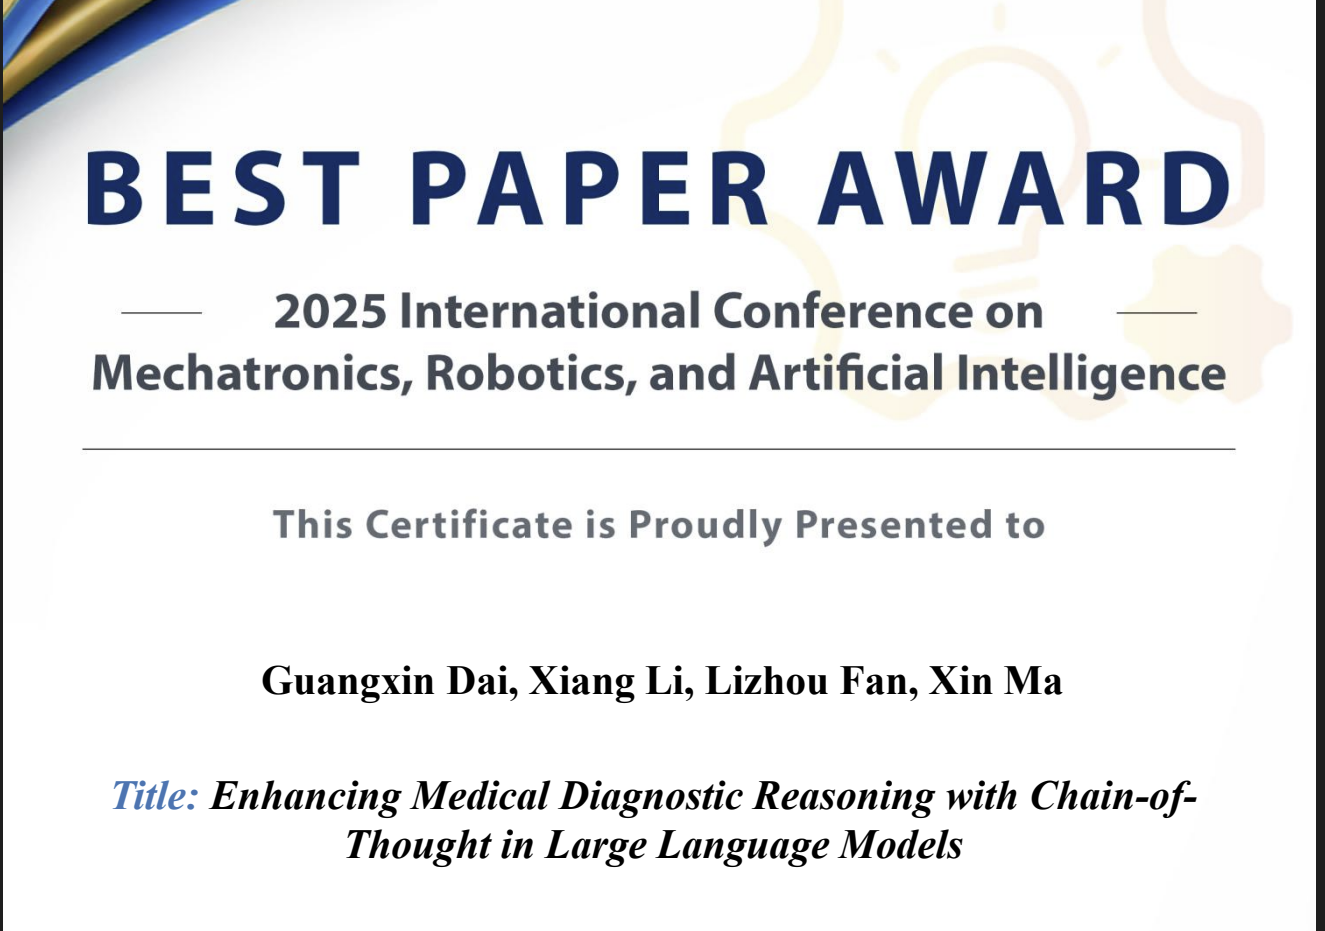 BEST PAPER AWARD
2025 International Conference on
Mechatronics, Robotics, and Artificial Intelligence
This Certificate is Proudly Presented to
Guangxin Dai, Xiang Li, Lizhou Fan, Xin Ma
Title: Enhancing Medical Diagnostic Reasoning with Chain-of-
Thought in Large Language Models